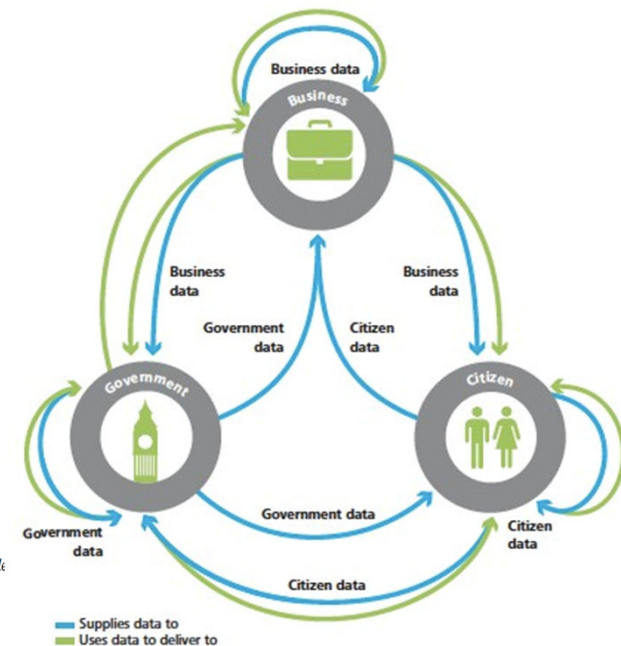 Business data
Business
Business
data
Business
data
Government
data
Citizen
data
Government
Citizen
Government data
Government
data
Citizen
data
Citizen data
Supplies data to
Uses data to deliver to